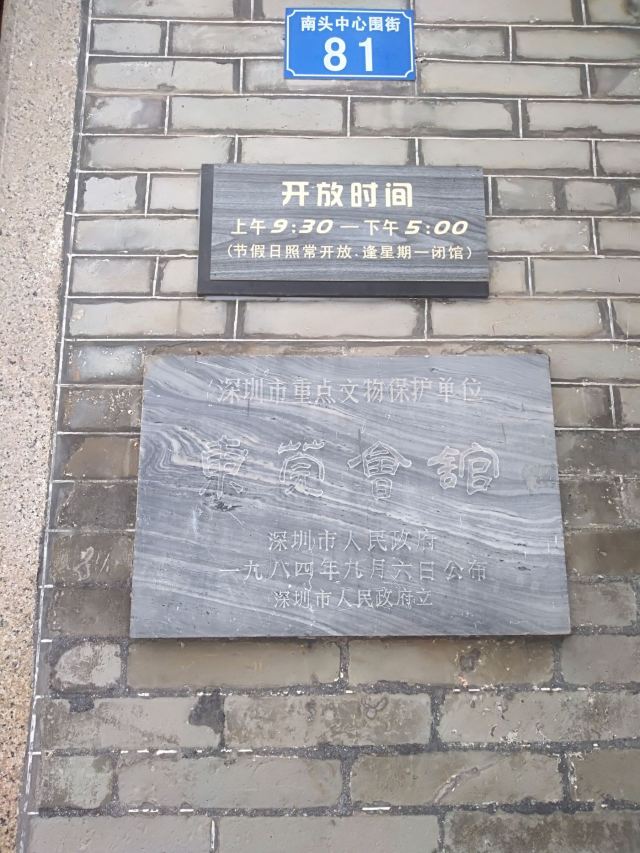 南头中心围街
81
开放时间
上午9:30 — 下午5:00
(节假日照常开放.逢星期一闭馆)
深圳市重点文物保护单位
東莞會館
深圳市人民政府
一九八四年九月六日公布
深圳市人民政府立